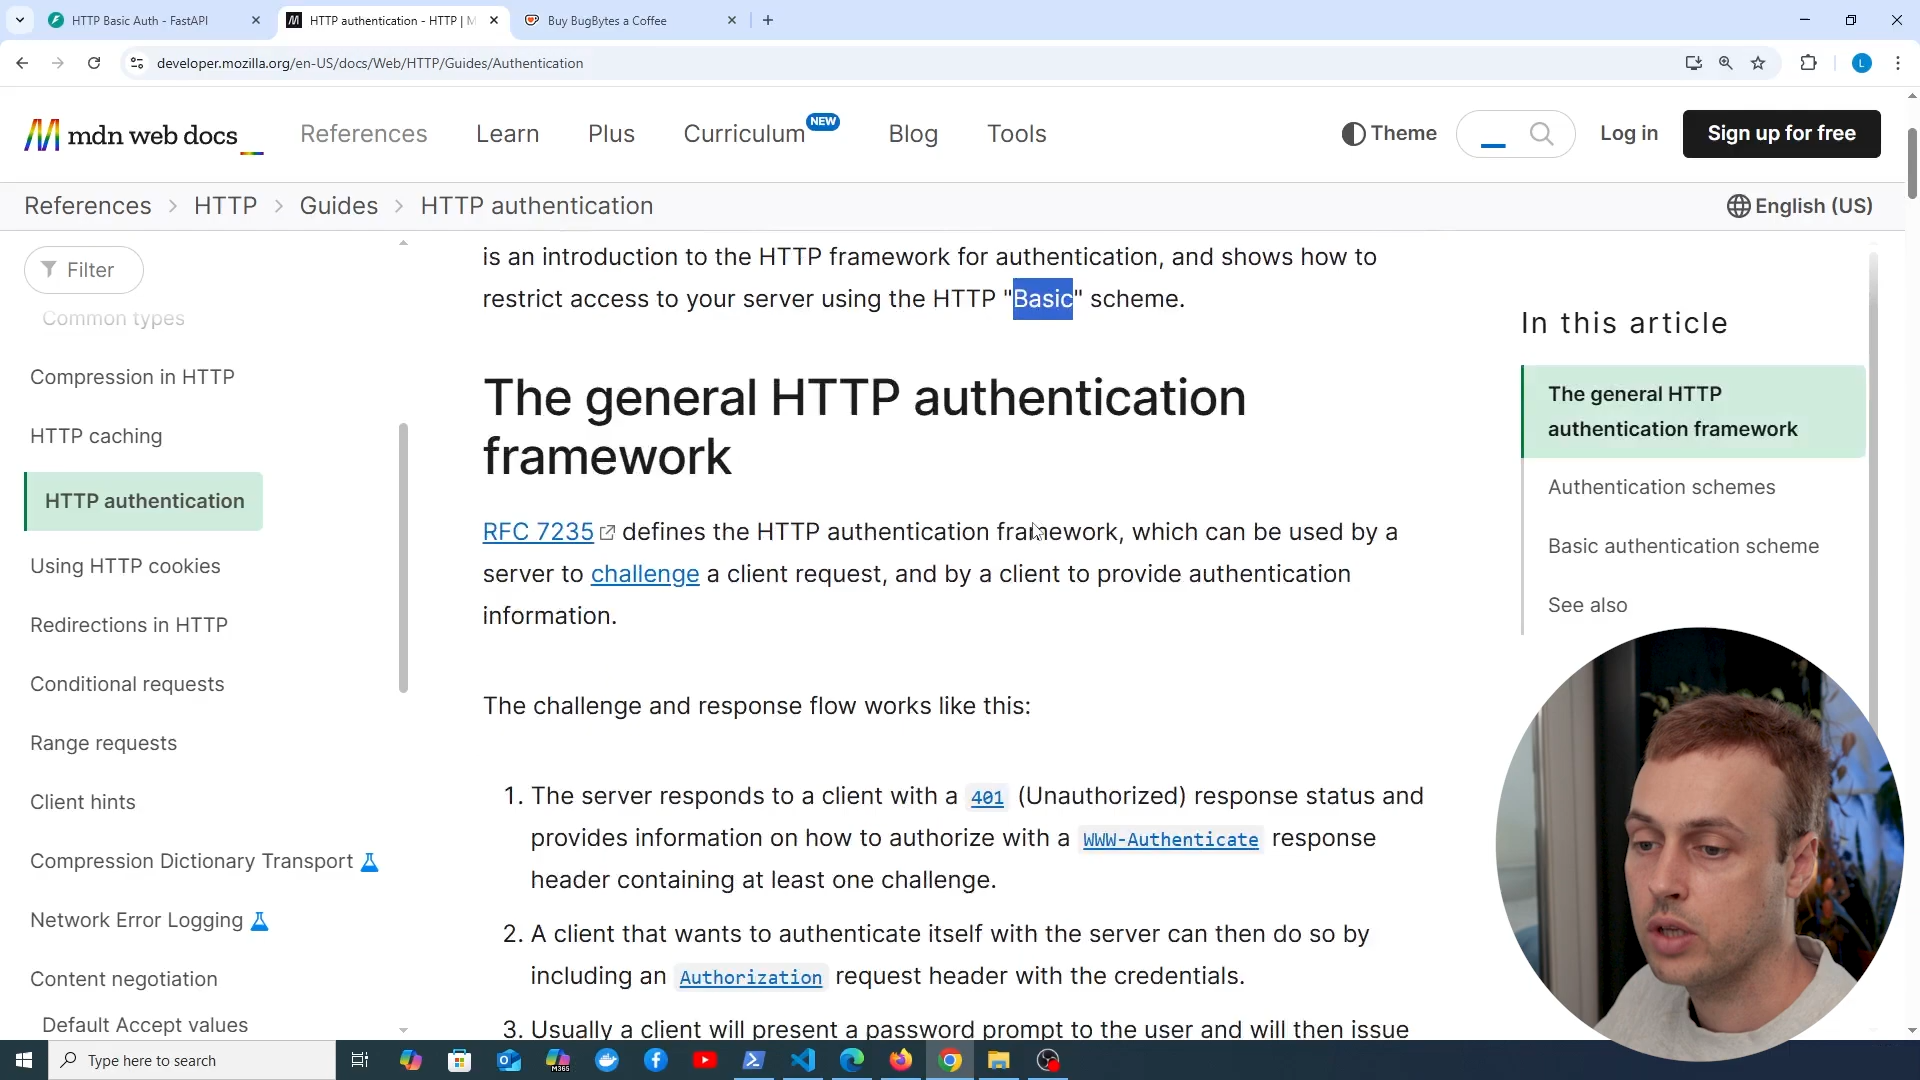 HTTP Basic Auth - FastAPI
HTTP authentication - HTTP | M
Buy BugBytes a Coffee
developer.mozilla.org/en-US/docs/Web/HTTP/Guides/Authentication
L
mdn web docs
References
Learn
Plus
Curriculum NEW
Blog
Tools
Theme
Log in
Sign up for free
References > HTTP > Guides > HTTP authentication
English (US)
Filter
Common types
Compression in HTTP
HTTP caching
HTTP authentication
Using HTTP cookies
Redirections in HTTP
Conditional requests
Range requests
Client hints
Compression Dictionary Transport
Network Error Logging
Content negotiation
Default Accept values
is an introduction to the HTTP framework for authentication, and shows how to
restrict access to your server using the HTTP "Basic" scheme.
The general HTTP authentication
framework
RFC 7235 defines the HTTP authentication framework, which can be used by a
server to challenge a client request, and by a client to provide authentication
information.
The challenge and response flow works like this:
1. The server responds to a client with a 401 (Unauthorized) response status and
provides information on how to authorize with a WWW-Authenticate response
header containing at least one challenge.
2. A client that wants to authenticate itself with the server can then do so by
including an Authorization request header with the credentials.
3. Usually a client will present a password prompt to the user and will then issue
In this article
The general HTTP
authentication framework
Authentication schemes
Basic authentication scheme
See also
Type here to search
M365